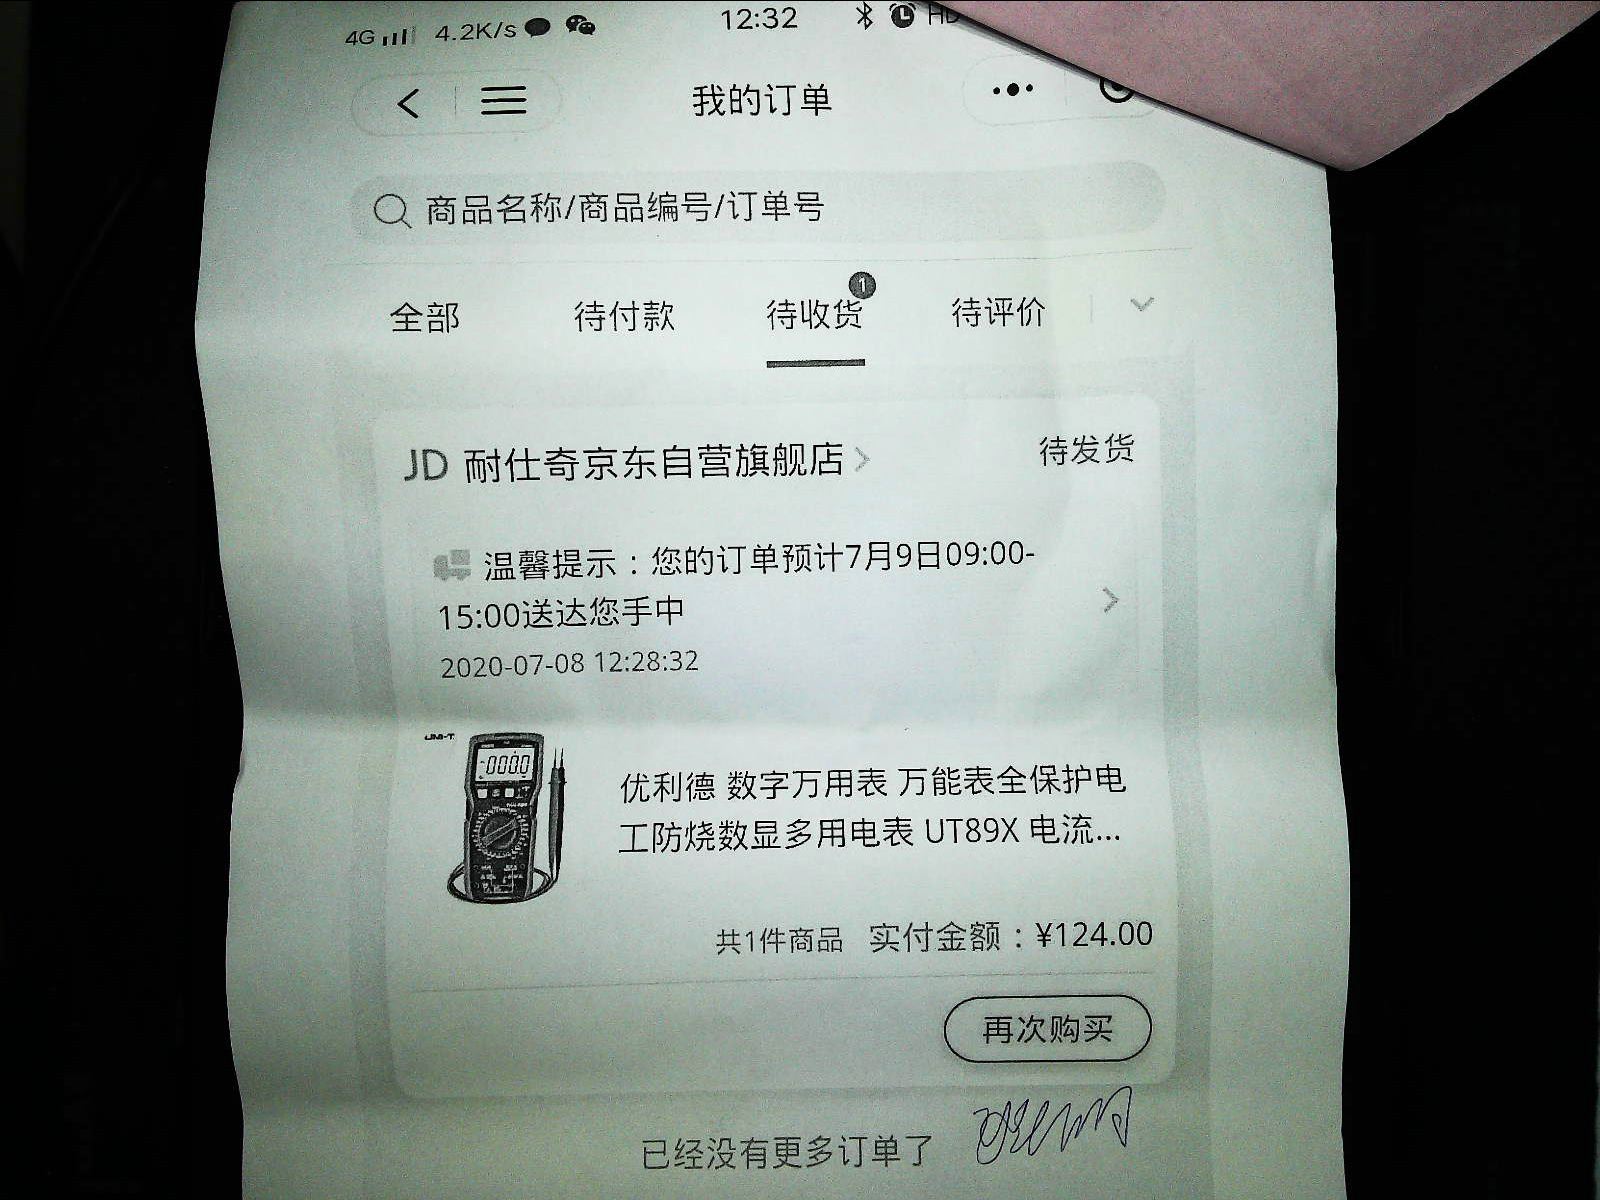 4G 4.2K/s 12:32 HD
我的订单
商品名称/商品编号/订单号
全部 待付款 待收货 1 待评价
JD 耐仕奇京东自营旗舰店 待发货
温馨提示：您的订单预计7月9日09:00-
15:00送达您手中
2020-07-08 12:28:32
UNI-T
0000
优利德 数字万用表 万能表全保护电
工防烧数显多用电表 UT89X 电流...
共1件商品 实付金额：¥124.00
再次购买
已经没有更多订单了